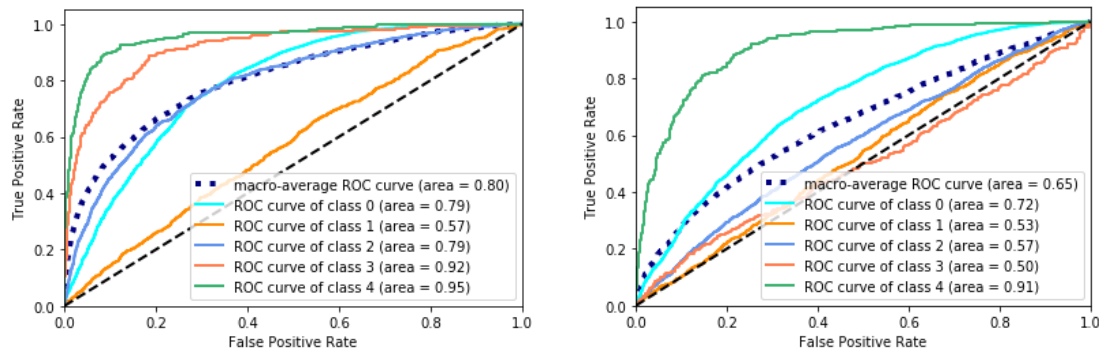 1.0
0.8
0.6
0.4
0.2
0.0
True Positive Rate
macro-average ROC curve (area = 0.80)
ROC curve of class 0 (area = 0.79)
ROC curve of class 1 (area = 0.57)
ROC curve of class 2 (area = 0.79)
ROC curve of class 3 (area = 0.92)
ROC curve of class 4 (area = 0.95)
0.0 0.2 0.4 0.6 0.8 1.0
False Positive Rate
1.0
0.8
0.6
0.4
0.2
0.0
True Positive Rate
macro-average ROC curve (area = 0.65)
ROC curve of class 0 (area = 0.72)
ROC curve of class 1 (area = 0.53)
ROC curve of class 2 (area = 0.57)
ROC curve of class 3 (area = 0.50)
ROC curve of class 4 (area = 0.91)
0.0 0.2 0.4 0.6 0.8 1.0
False Positive Rate